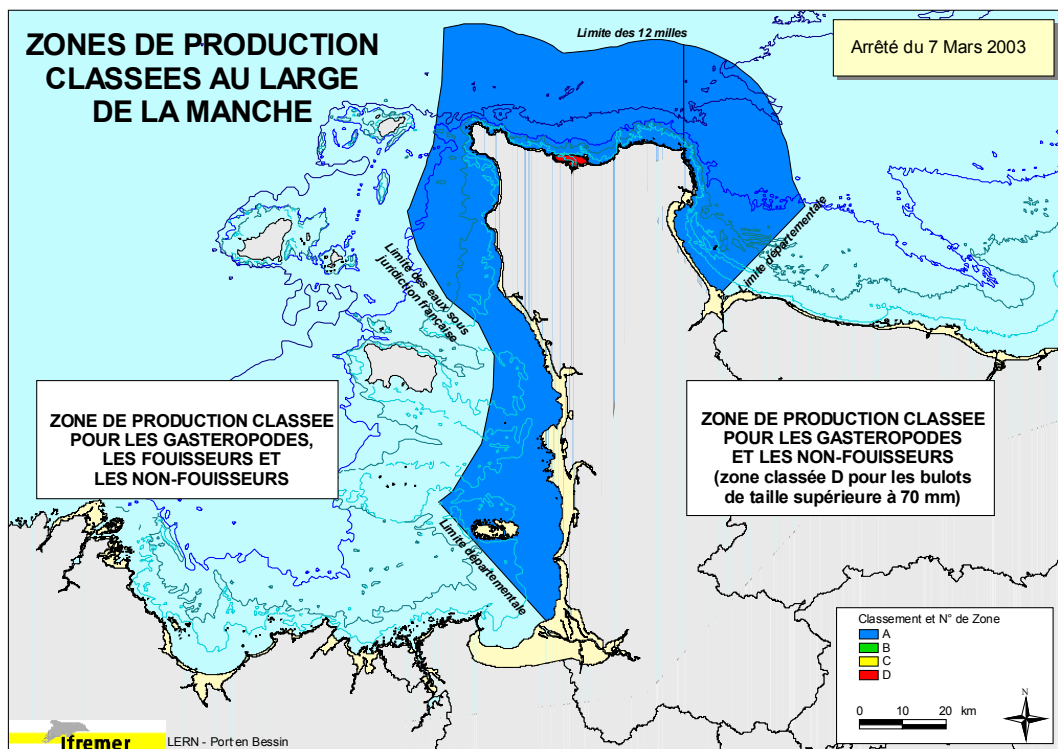 ZONES DE PRODUCTION
CLASSEES AU LARGE
DE LA MANCHE
Limite des 12 milles
Arrêté du 7 Mars 2003
Limite des eaux sous
juridiction française
Limite départementale
ZONE DE PRODUCTION CLASSEE
POUR LES GASTEROPODES,
LES FOUISSEURS ET
LES NON-FOUISSEURS
ZONE DE PRODUCTION CLASSEE
POUR LES GASTEROPODES
ET LES NON-FOUISSEURS
(zone classée D pour les bulots
de taille supérieure à 70 mm)
Limite départementale
Classement et N° de Zone
A
B
C
D
0 10 20 km
N
Ifremer
LERN - Port en Bessin